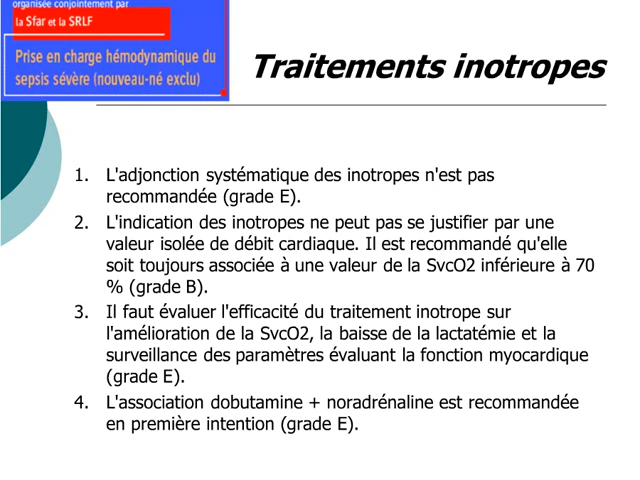 organisée conjointement par
la Sfar et la SRLF
Prise en charge hémodynamique du
sepsis sévère (nouveau-né exclu)
Traitements inotropes
1. L'adjonction systématique des inotropes n'est pas
recommandée (grade E).
2. L'indication des inotropes ne peut pas se justifier par une
valeur isolée de débit cardiaque. Il est recommandé qu'elle
soit toujours associée à une valeur de la SvcO2 inférieure à 70
% (grade B).
3. Il faut évaluer l'efficacité du traitement inotrope sur
l'amélioration de la SvcO2, la baisse de la lactatémie et la
surveillance des paramètres évaluant la fonction myocardique
(grade E).
4. L'association dobutamine + noradrénaline est recommandée
en première intention (grade E).